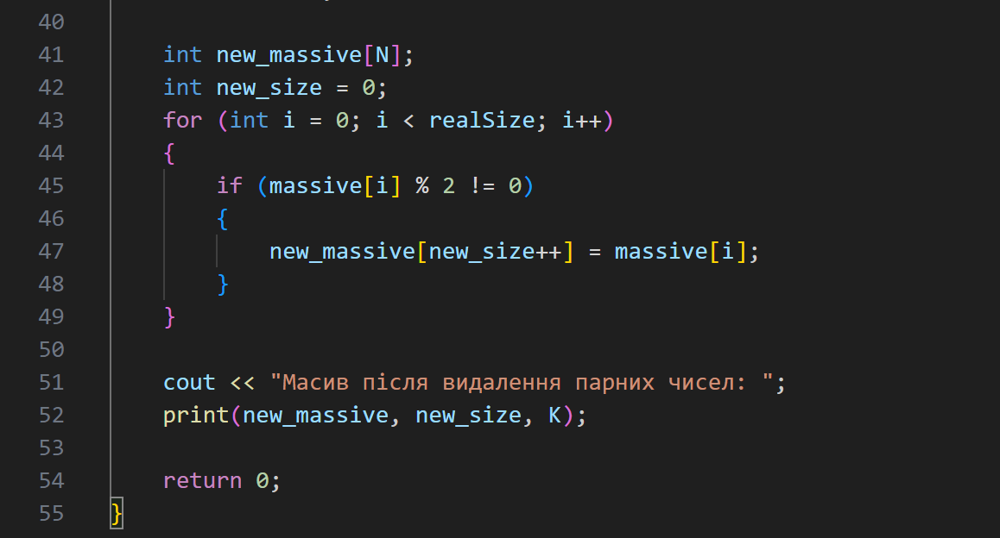 40
41 int new_massive[N];
42 int new_size = 0;
43 for (int i = 0; i < realSize; i++)
44 {
45 if (massive[i] % 2 != 0)
46 {
47 new_massive[new_size++] = massive[i];
48 }
49 }
50
51 cout << "Масив після видалення парних чисел: ";
52 print(new_massive, new_size, K);
53
54 return 0;
55 }